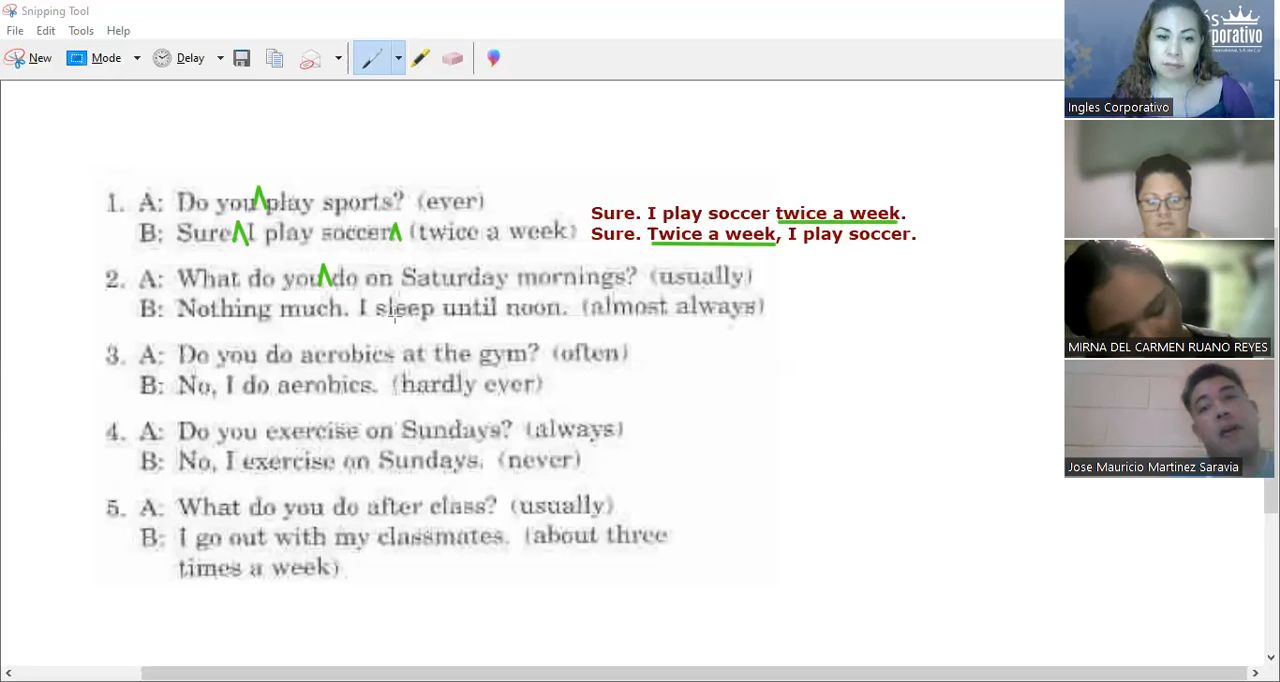 Snipping Tool
File Edit Tools Help
New Mode Delay
1. A: Do you play sports? (ever)
B: Sure I play soccer (twice a week)
Sure. I play soccer twice a week.
Sure. Twice a week, I play soccer.
2. A: What do you do on Saturday mornings? (usually)
B: Nothing much. I sleep until noon. (almost always)
3. A: Do you do aerobics at the gym? (often)
B: No, I do aerobics. (hardly ever)
4. A: Do you exercise on Sundays? (always)
B: No, I exercise on Sundays. (never)
5. A: What do you do after class? (usually)
B: I go out with my classmates. (about three
times a week)
Ingles Corporativo
MIRNA DEL CARMEN RUANO REYES
Jose Mauricio Martinez Saravia